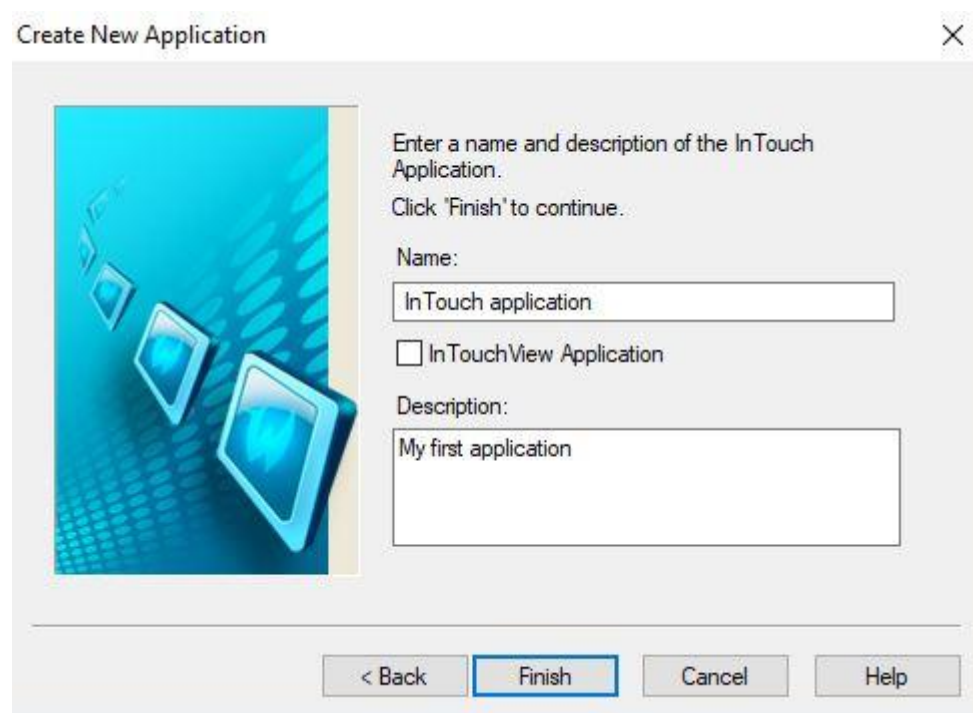 Create New Application
Enter a name and description of the InTouch
Application.
Click 'Finish' to continue.
Name:
InTouch application
InTouchView Application
Description:
My first application
< Back
Finish
Cancel
Help